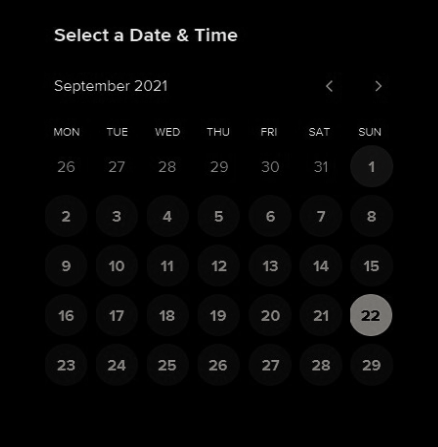 Select a Date & Time
September 2021
MON TUE WED THU FRI SAT SUN
26 27 28 29 30 31 1
2 3 4 5 6 7 8
9 10 11 12 13 14 15
16 17 18 19 20 21 22
23 24 25 26 27 28 29